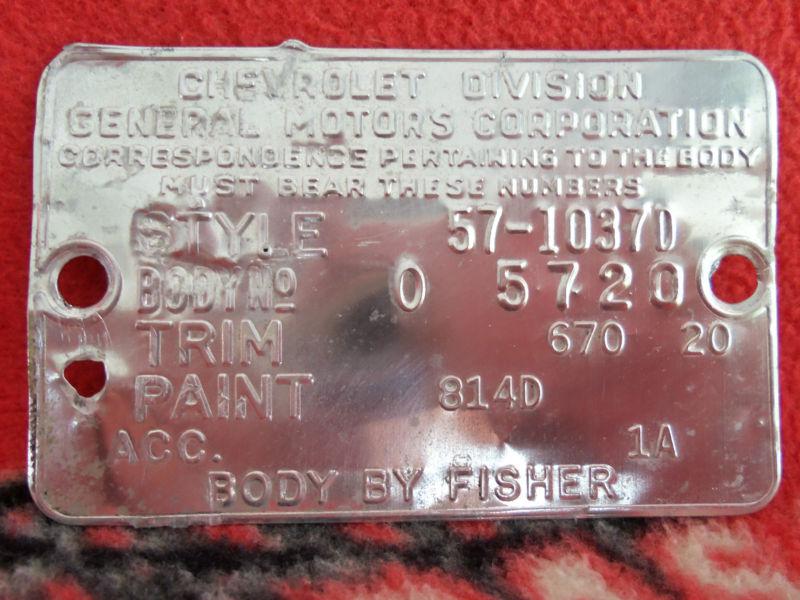 CHEVROLET DIVISION
GENERAL MOTORS CORPORATION
CORRESPONDENCE PERTAINING TO THE BODY
MUST BEAR THESE NUMBERS
STYLE 57-1037D
BODY NO 0 5720
TRIM 670 20
PAINT 814D
ACC. 1A
BODY BY FISHER